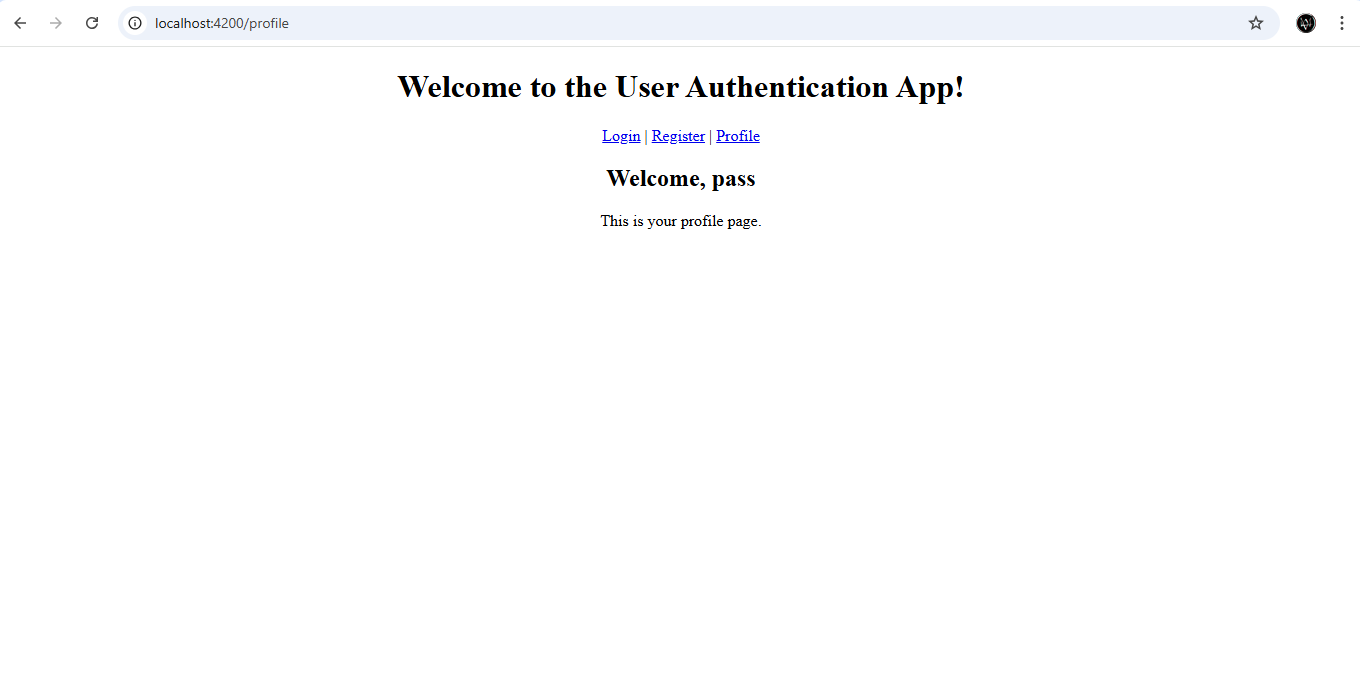 localhost:4200/profile
Welcome to the User Authentication App!
Login | Register | Profile
Welcome, pass
This is your profile page.